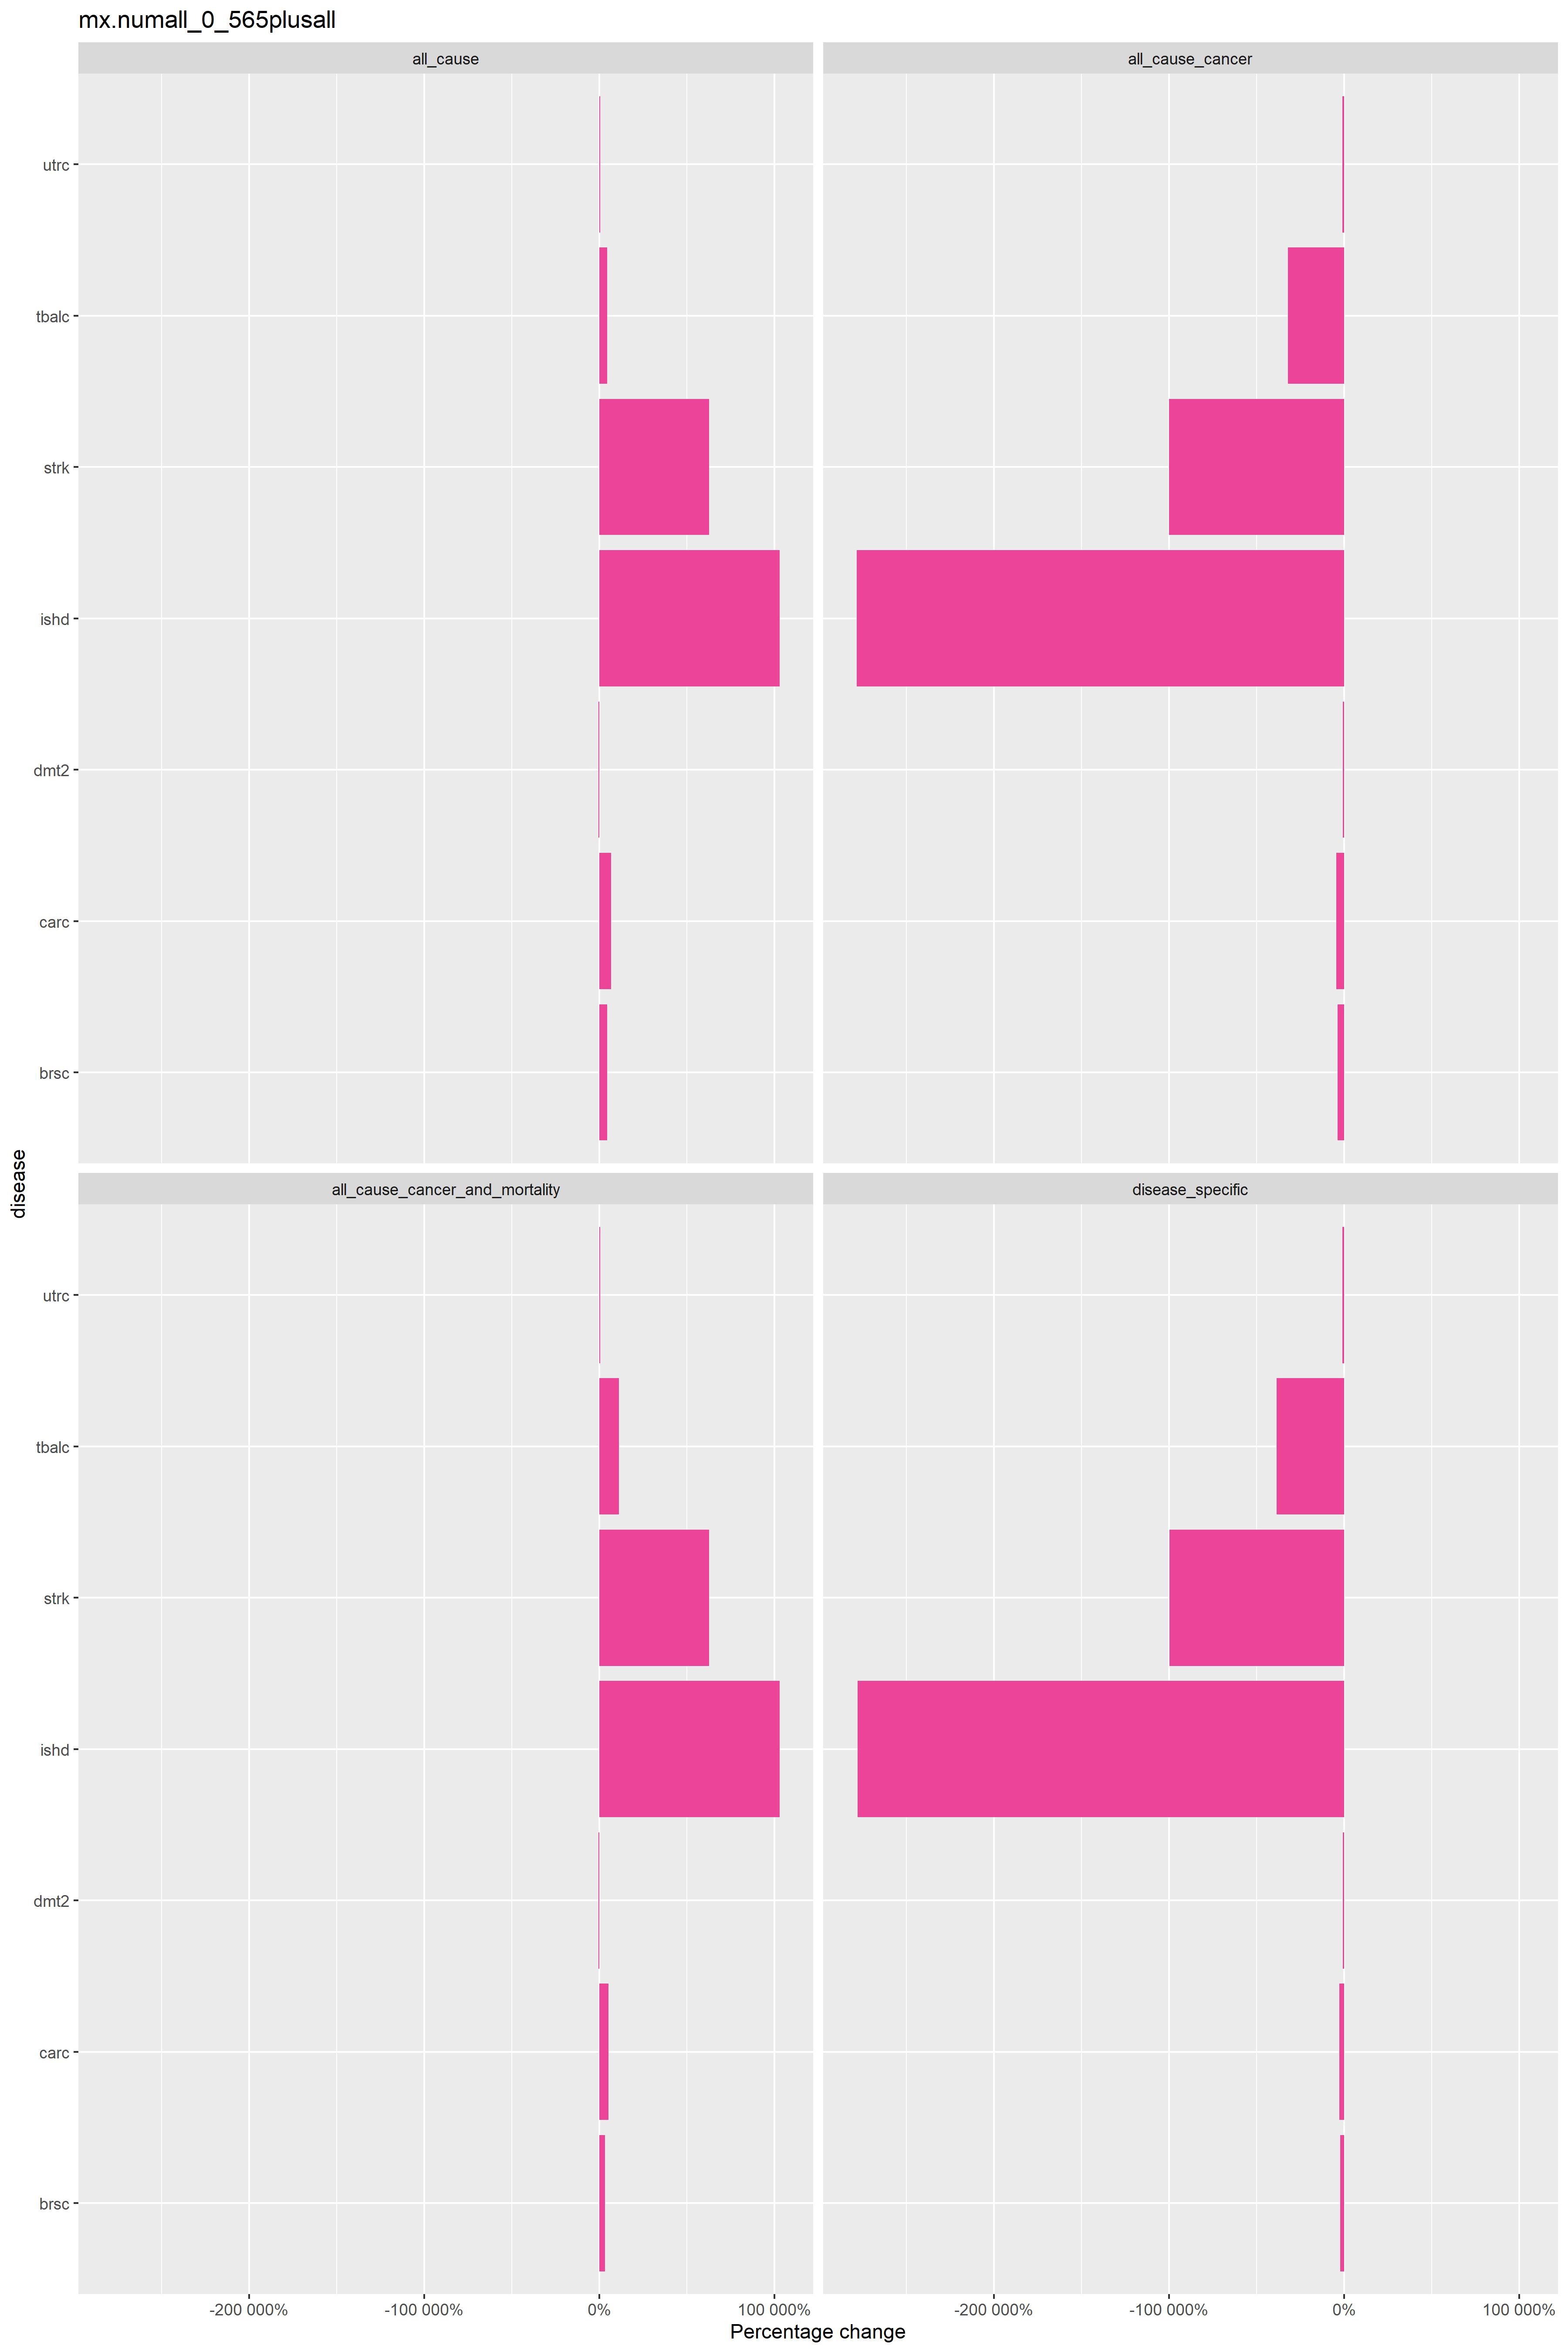 mx.numall_0_565plusall
all_cause
all_cause_cancer
utrc
tbalc
strk
ishd
dmt2
carc
brsc
disease
all_cause_cancer_and_mortality
disease_specific
utrc
tbalc
strk
ishd
dmt2
carc
brsc
-200 000%
-100 000%
0%
100 000%
-200 000%
-100 000%
0%
100 000%
Percentage change